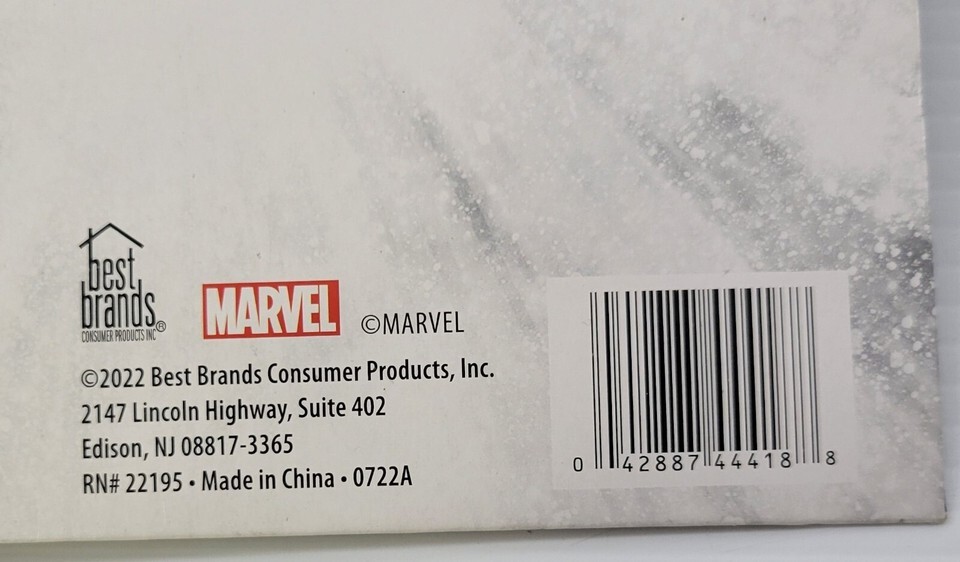 best
brands®
CONSUMER PRODUCTS INC
MARVEL
©MARVEL
©2022 Best Brands Consumer Products, Inc.
2147 Lincoln Highway, Suite 402
Edison, NJ 08817-3365
RN# 22195 • Made in China • 0722A
0 42887 44418 8